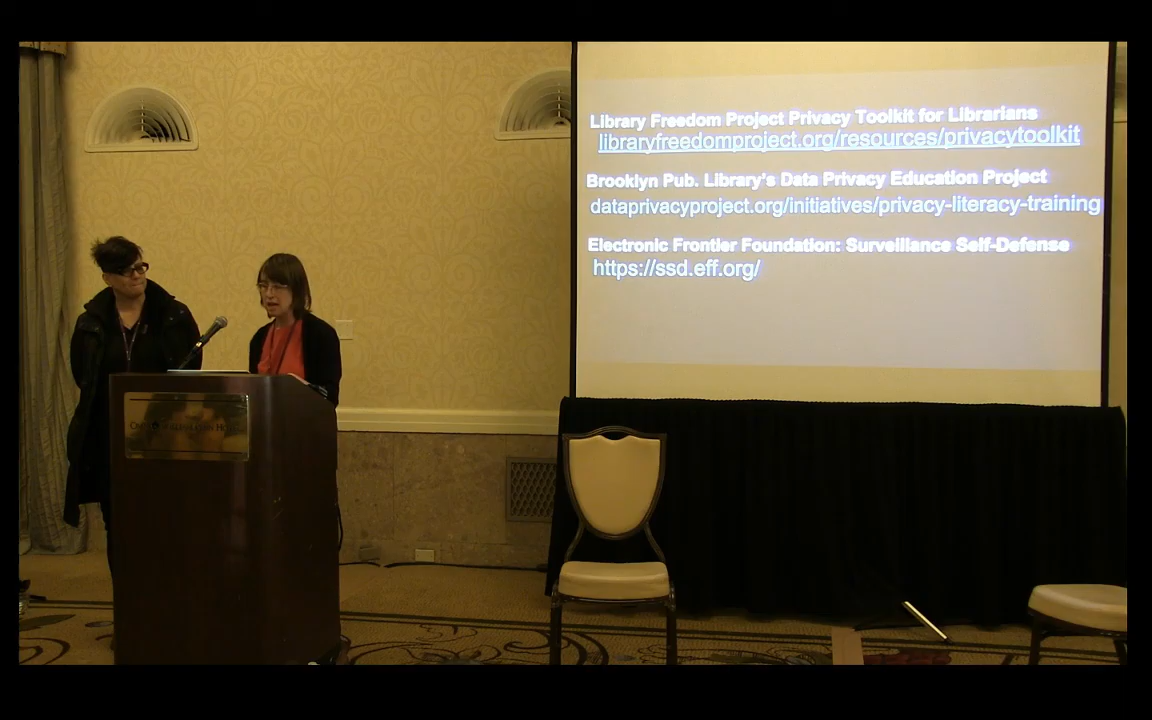 Library Freedom Project Privacy Toolkit for Librarians
libraryfreedomproject.org/resources/privacytoolkit
Brooklyn Pub. Library's Data Privacy Education Project
dataprivacyproject.org/initiatives/privacy-literacy-training
Electronic Frontier Foundation: Surveillance Self-Defense
https://ssd.eff.org/